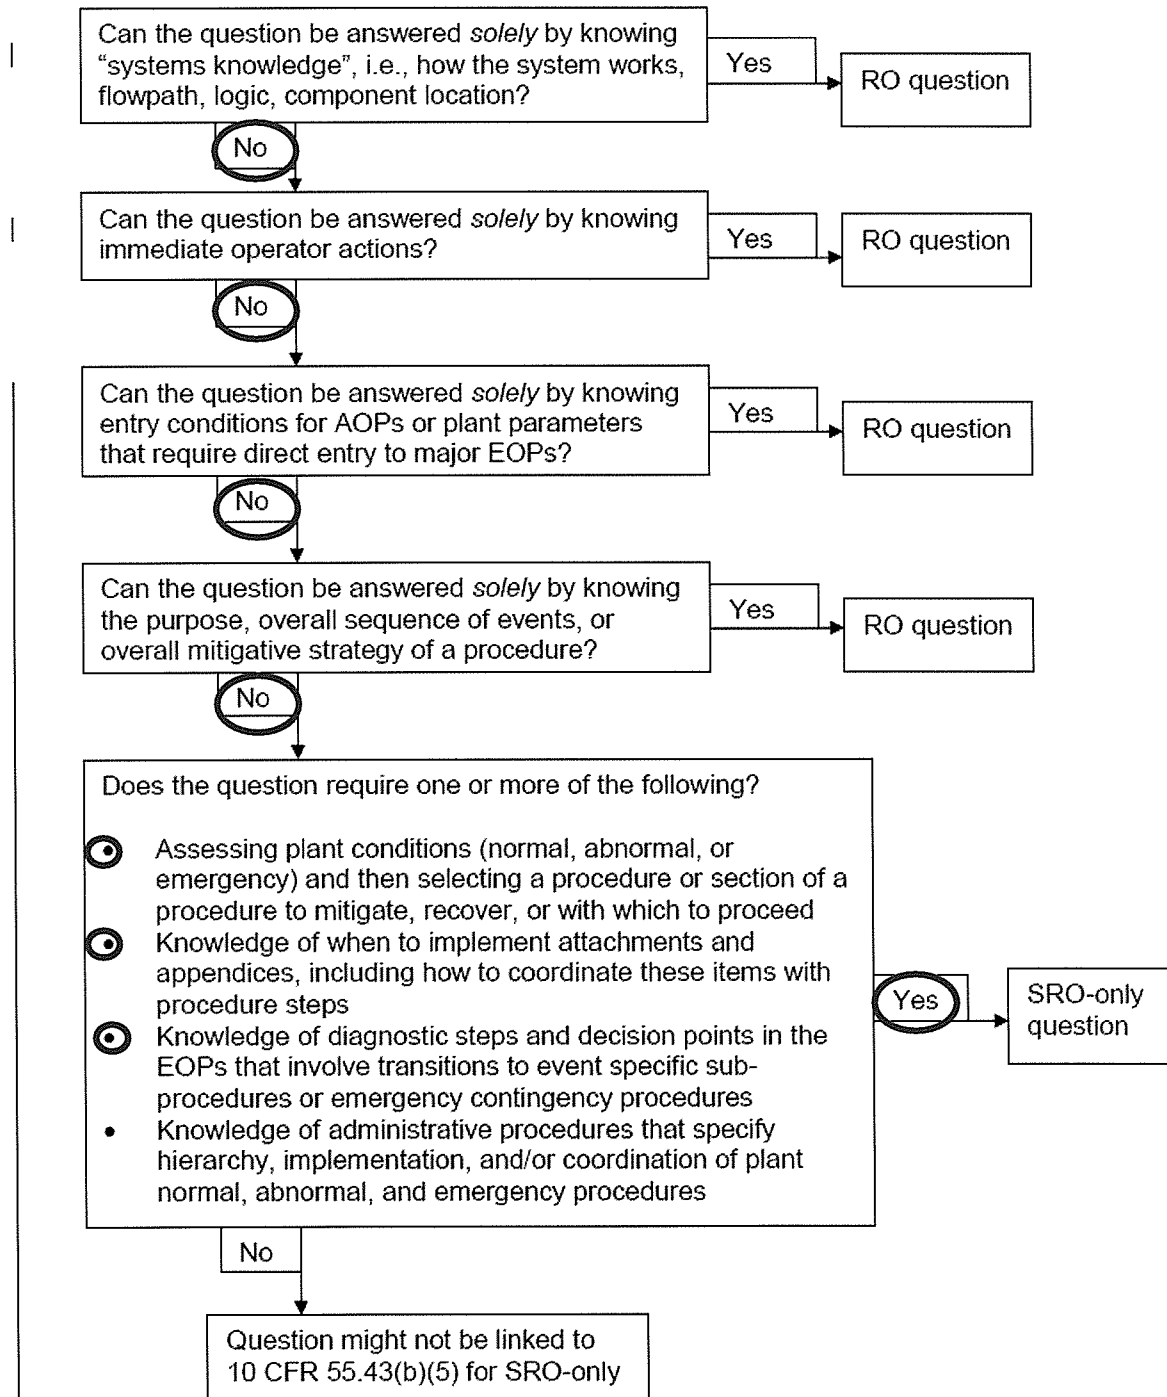 Can the question be answered solely by knowing
"systems knowledge", i.e., how the system works,
flowpath, logic, component location?
Yes
RO question
No
Can the question be answered solely by knowing
immediate operator actions?
Yes
RO question
No
Can the question be answered solely by knowing
entry conditions for AOPs or plant parameters
that require direct entry to major EOPs?
Yes
RO question
No
Can the question be answered solely by knowing
the purpose, overall sequence of events, or
overall mitigative strategy of a procedure?
Yes
RO question
No
Does the question require one or more of the following?
• Assessing plant conditions (normal, abnormal, or
emergency) and then selecting a procedure or section of a
procedure to mitigate, recover, or with which to proceed
• Knowledge of when to implement attachments and
appendices, including how to coordinate these items with
procedure steps
• Knowledge of diagnostic steps and decision points in the
EOPs that involve transitions to event specific sub-
procedures or emergency contingency procedures
• Knowledge of administrative procedures that specify
hierarchy, implementation, and/or coordination of plant
normal, abnormal, and emergency procedures
Yes
SRO-only
question
No
Question might not be linked to
10 CFR 55.43(b)(5) for SRO-only